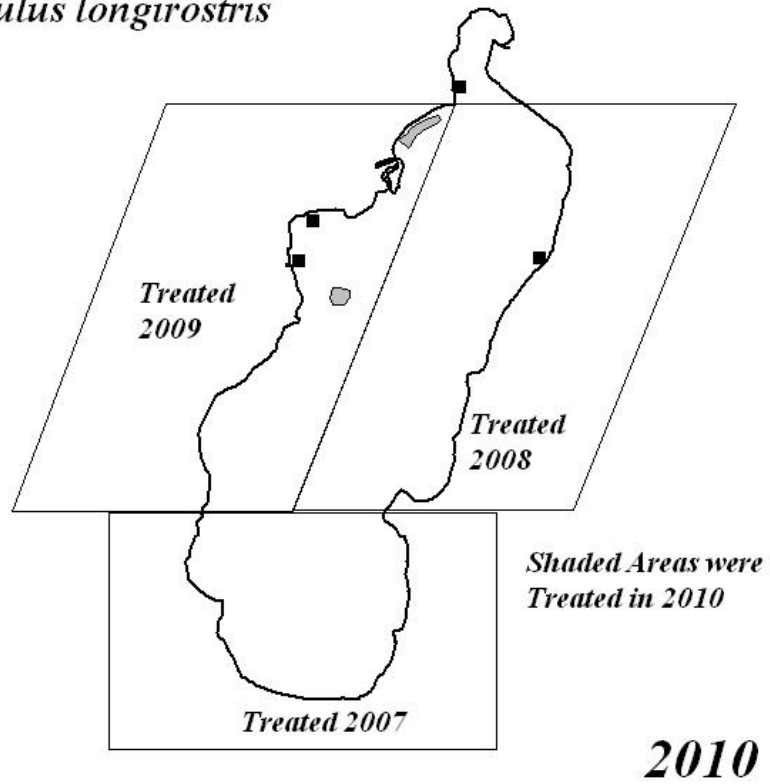 ulus longirostris
Treated
2009
Treated
2008
Shaded Areas were
Treated in 2010
Treated 2007
2010